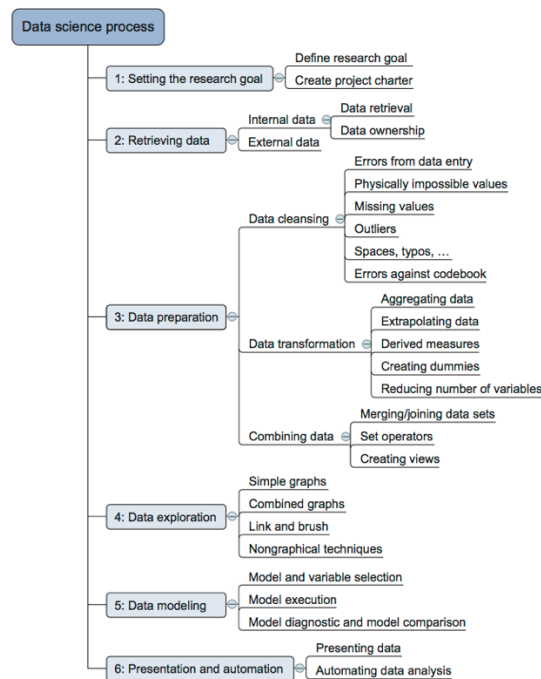 Data science process
1: Setting the research goal
Define research goal
Create project charter
2: Retrieving data
Internal data
Data retrieval
Data ownership
External data
3: Data preparation
Data cleansing
Errors from data entry
Physically impossible values
Missing values
Outliers
Spaces, typos, ...
Errors against codebook
Data transformation
Aggregating data
Extrapolating data
Derived measures
Creating dummies
Reducing number of variables
Combining data
Merging/joining data sets
Set operators
Creating views
4: Data exploration
Simple graphs
Combined graphs
Link and brush
Nongraphical techniques
5: Data modeling
Model and variable selection
Model execution
Model diagnostic and model comparison
6: Presentation and automation
Presenting data
Automating data analysis